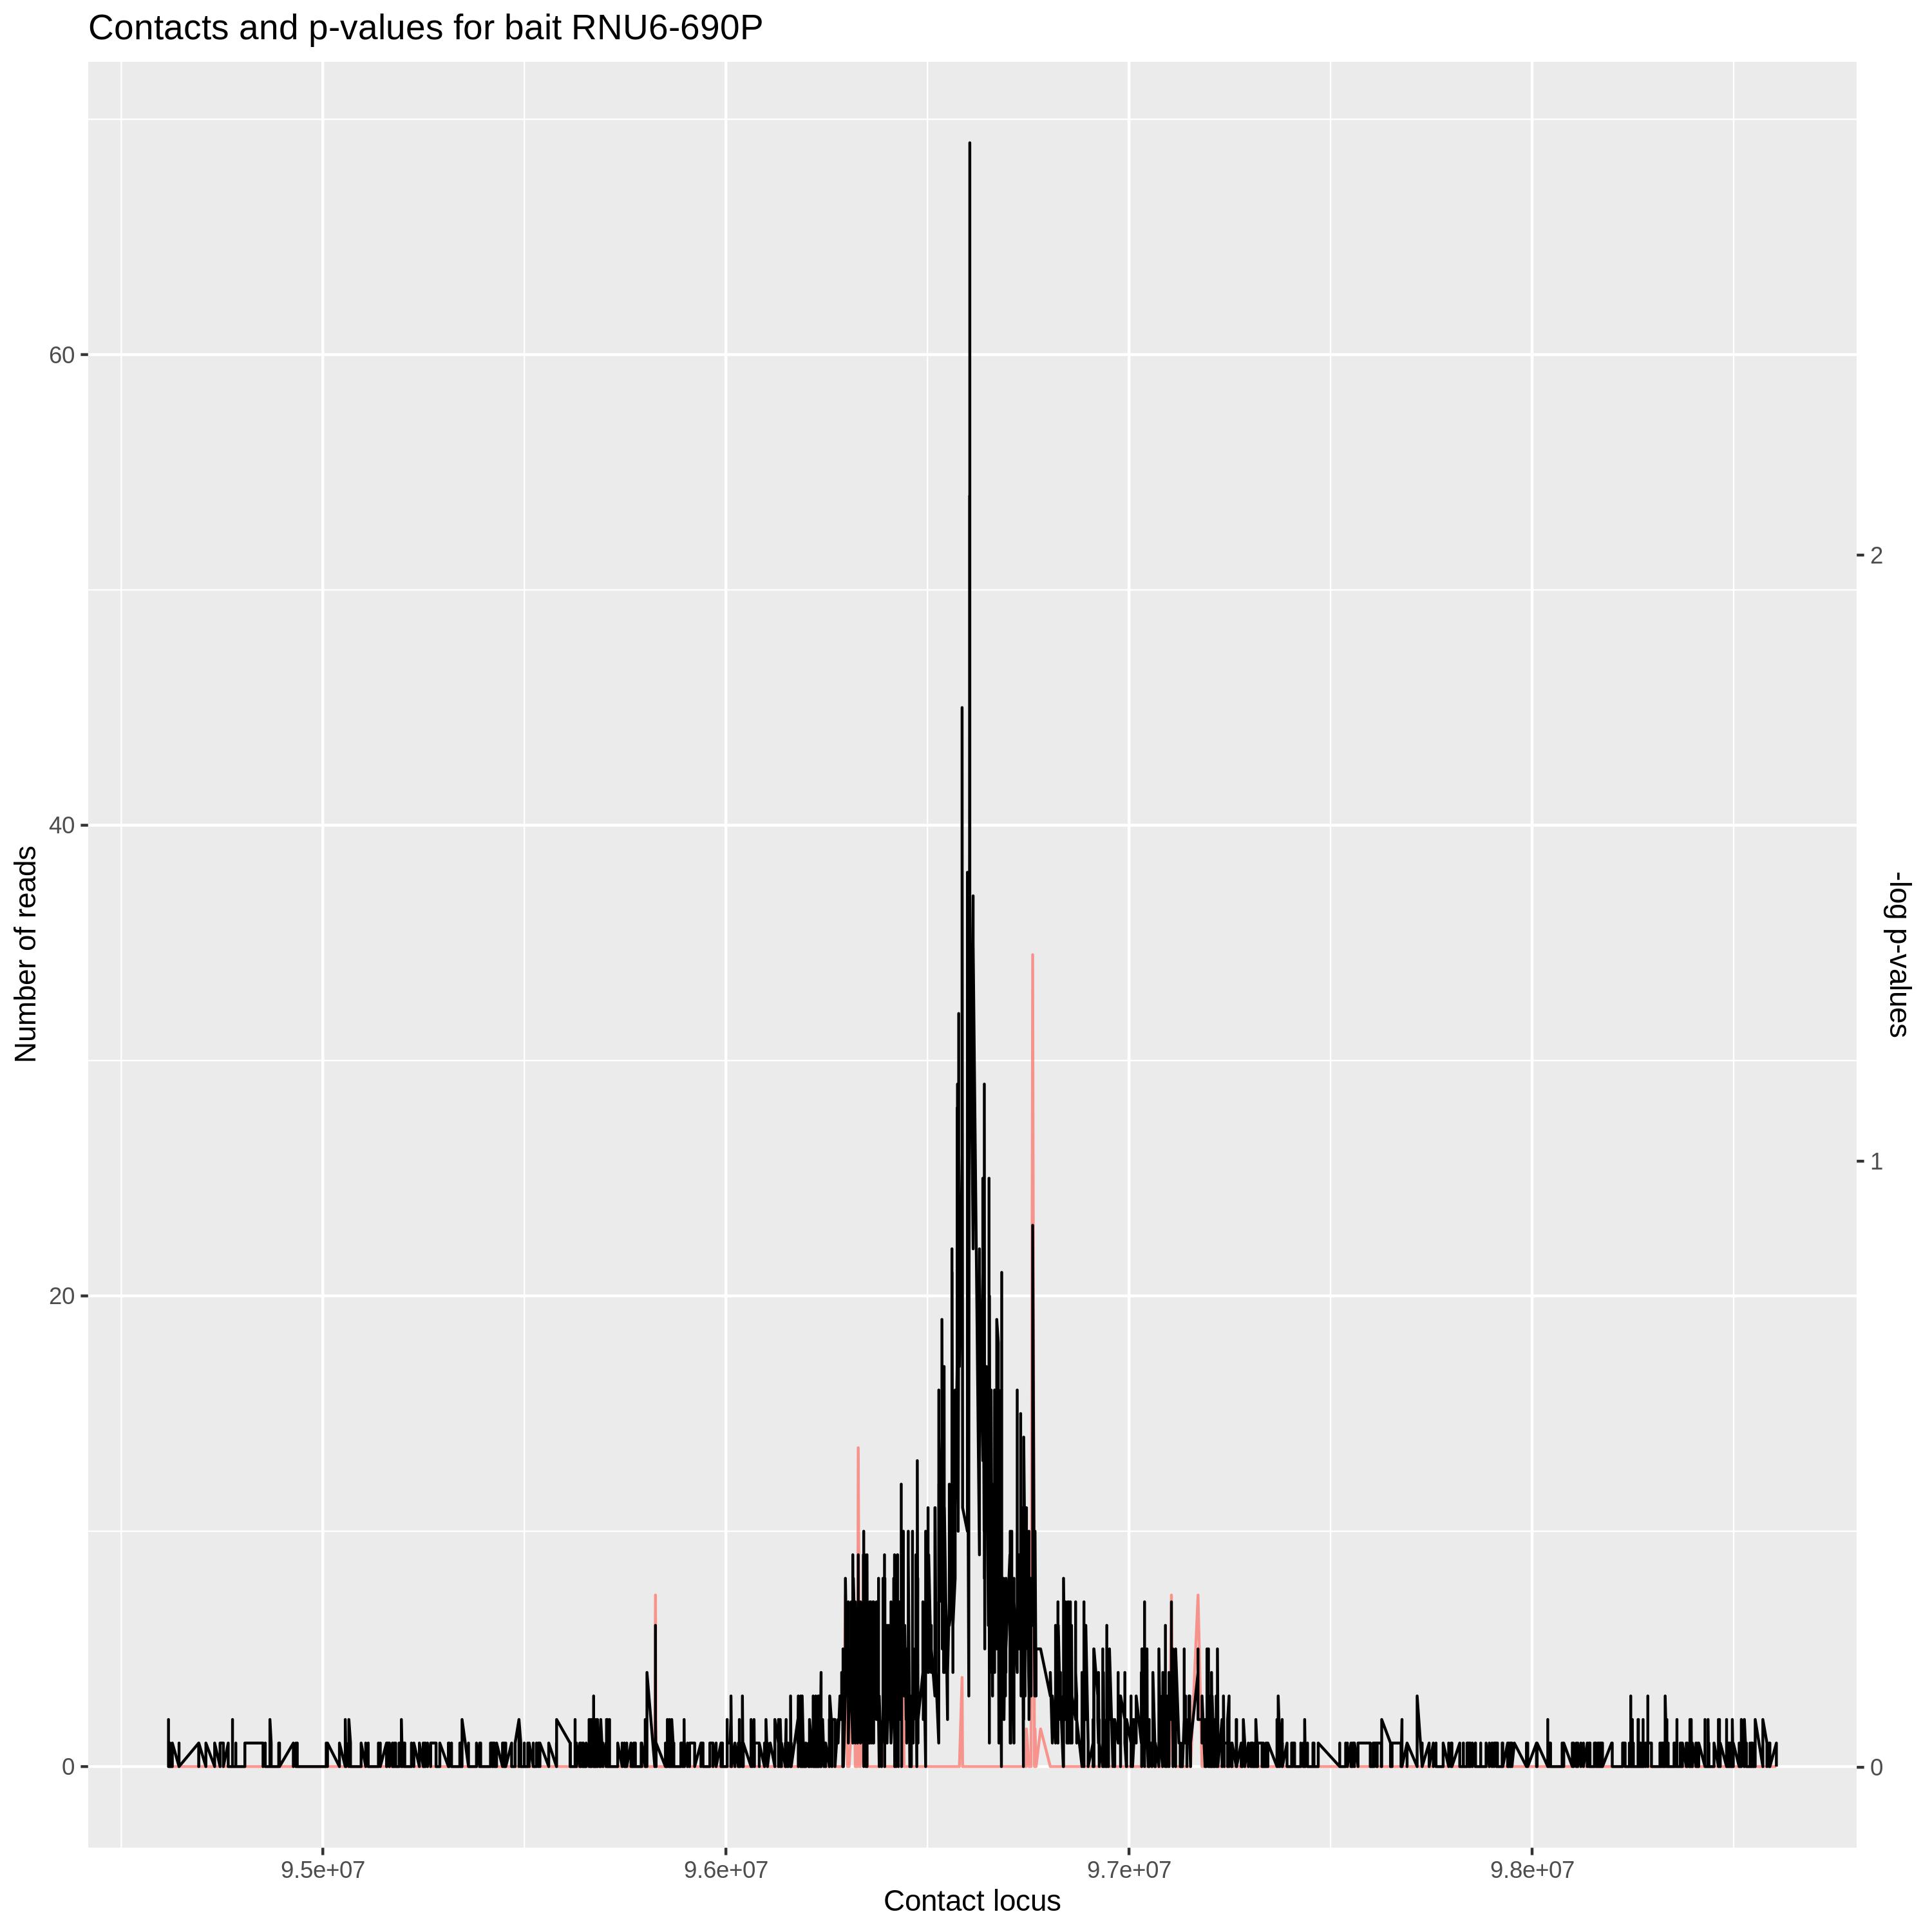 Contacts and p-values for bait RNU6-690P
60
40
20
0
Number of reads
2
1
0
-log p-values
9.5e+07
9.6e+07
9.7e+07
9.8e+07
Contact locus